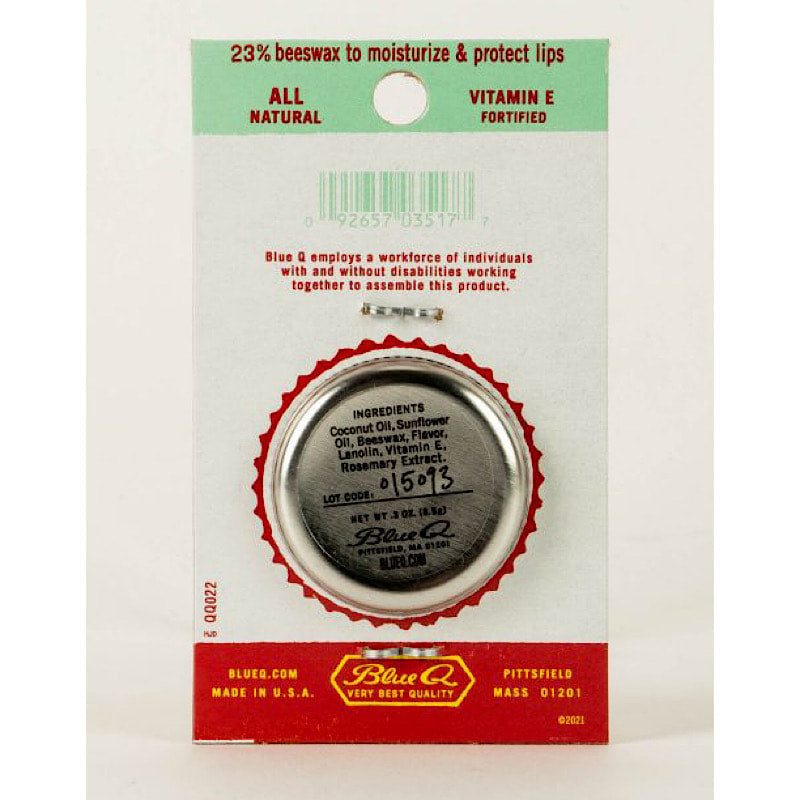 23% beeswax to moisturize & protect lips
ALL
NATURAL
VITAMIN E
FORTIFIED
0 92657 03517 7
Blue Q employs a workforce of individuals
with and without disabilities working
together to assemble this product.
INGREDIENTS
Coconut Oil, Sunflower
Oil, Beeswax, Flavor,
Lanolin, Vitamin E,
Rosemary Extract.
LOT CODE: 015093
NET WT .3 OZ. (8.5g)
Blue Q
PITTSFIELD, MA 01201
BLUEQ.COM
QQ022
HJD
BLUEQ.COM
MADE IN U.S.A.
Blue Q
VERY BEST QUALITY
PITTSFIELD
MASS 01201
©2021